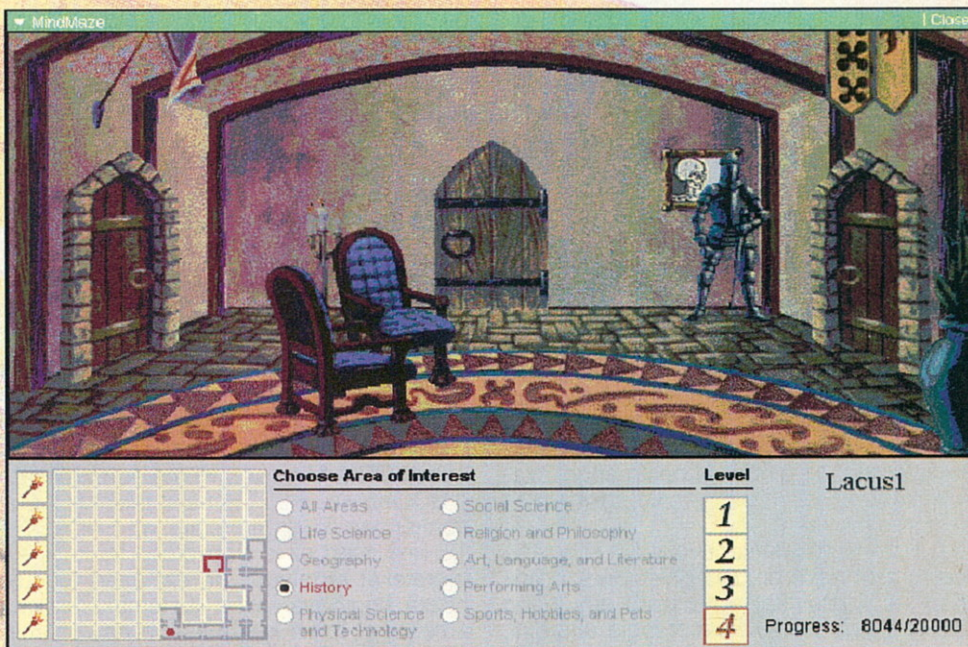 MindMaze
Close
Choose Area of Interest
All Areas
Life Science
Geography
History
Physical Science
and Technology
Social Science
Religion and Philosophy
Art, Language, and Literature
Performing Arts
Sports, Hobbies, and Pets
Level
1
2
3
4
Lacus1
Progress: 8044/20000